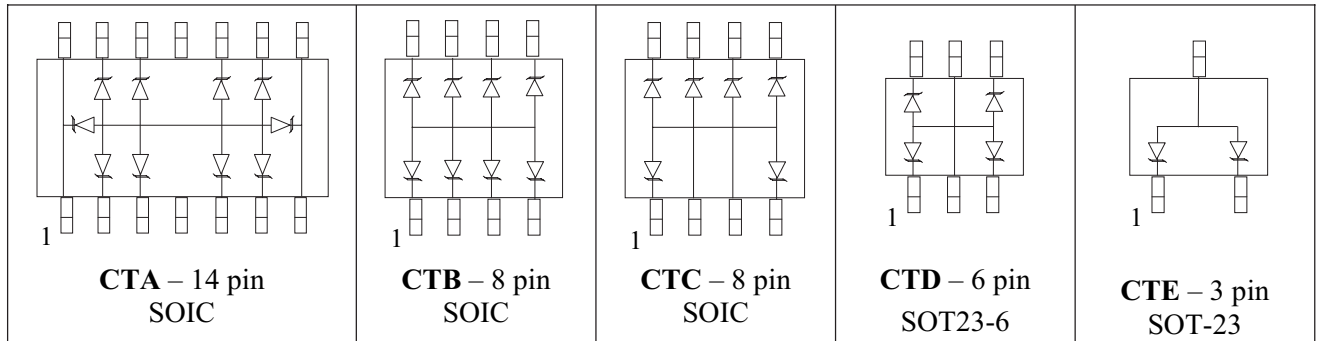 1
CTA – 14 pin
SOIC
1
CTB – 8 pin
SOIC
1
CTC – 8 pin
SOIC
1
CTD – 6 pin
SOT23-6
1
CTE – 3 pin
SOT-23